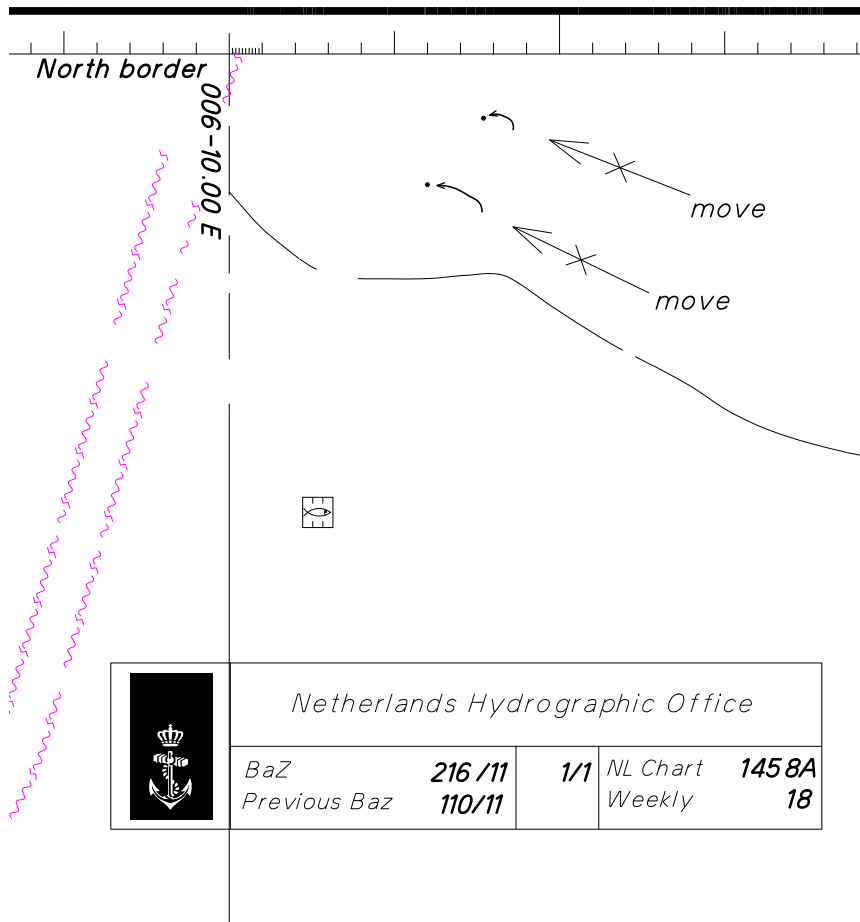 North border
006-10.00 E
move
move
Netherlands Hydrographic Office
BaZ 216/11 1/1 NL Chart 1458A
Previous Baz 110/11 Weekly 18